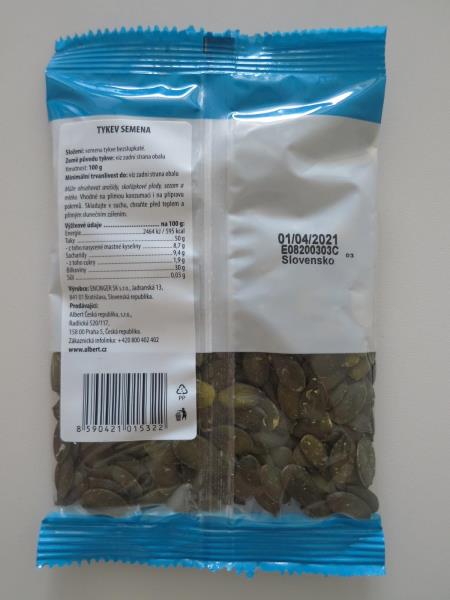 TYKEV SEMENA
Složení: semena tykve bezslupkaté.
Země původu tykve: viz zadní strana obalu
Hmotnost: 100 g
Minimální trvanlivost do: viz zadní strana obalu
Může obsahovat arašídy, skořápkové plody, sezam a
mléko. Vhodné na přímou konzumaci i na přípravu
pokrmů. Skladujte v suchu, chraňte před teplem a
přímým slunečním zářením.
Výživové údaje ........................ na 100 g:
Energie ........................ 2464 kJ / 595 kcal
Tuky ........................ 50 g
- z toho nasycené mastné kyseliny ........................ 8,7 g
Sacharidy ........................ 9,4 g
- z toho cukry ........................ 1,9 g
Bílkoviny ........................ 30 g
Sůl ........................ 0,03 g
Výrobce: ENCINGER SK s.r.o., Jadranská 13,
841 01 Bratislava, Slovenská republika.
Prodávající:
Albert Česká republika, s.r.o.,
Radlická 520/117,
158 00 Praha 5, Česká republika.
Zákaznická infolinka: +420 800 402 402
www.albert.cz
PP
8 590421 015322
01/04/2021
E08200303C
Slovensko
03